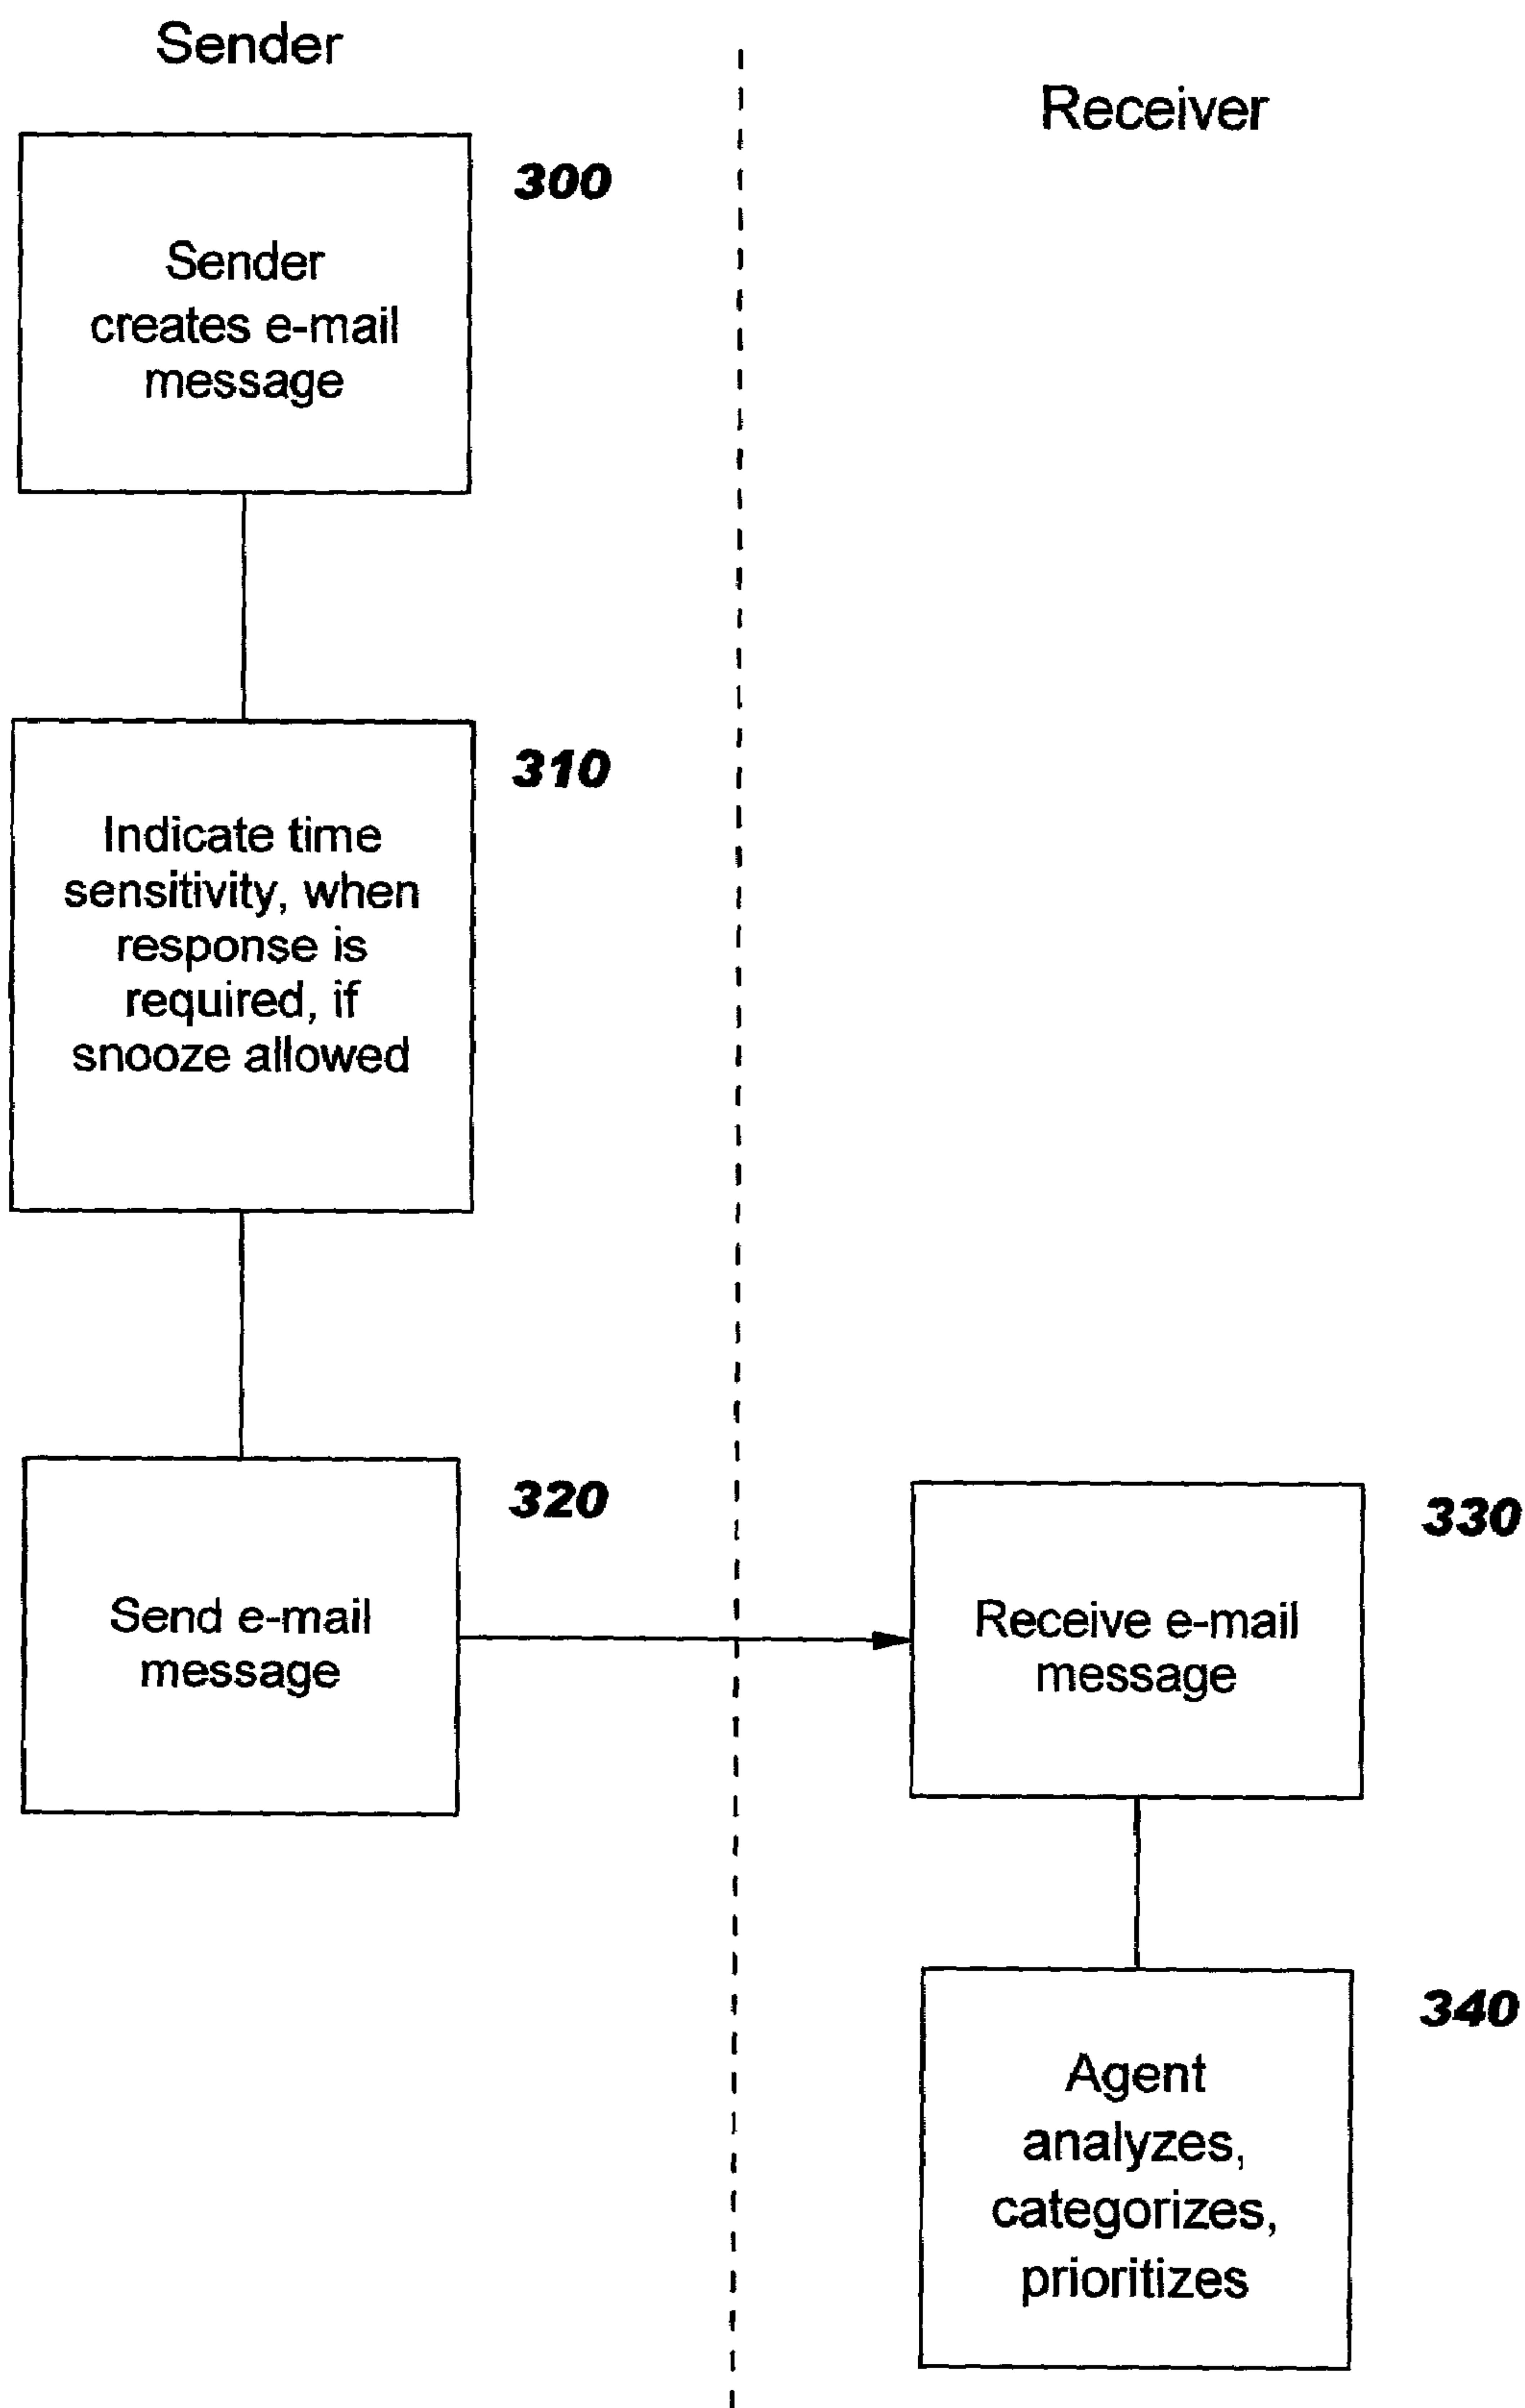 Sender
Receiver
300
Sender
creates e-mail
message
310
Indicate time
sensitivity, when
response is
required, if
snooze allowed
320
Send e-mail
message
330
Receive e-mail
message
340
Agent
analyzes,
categorizes,
prioritizes